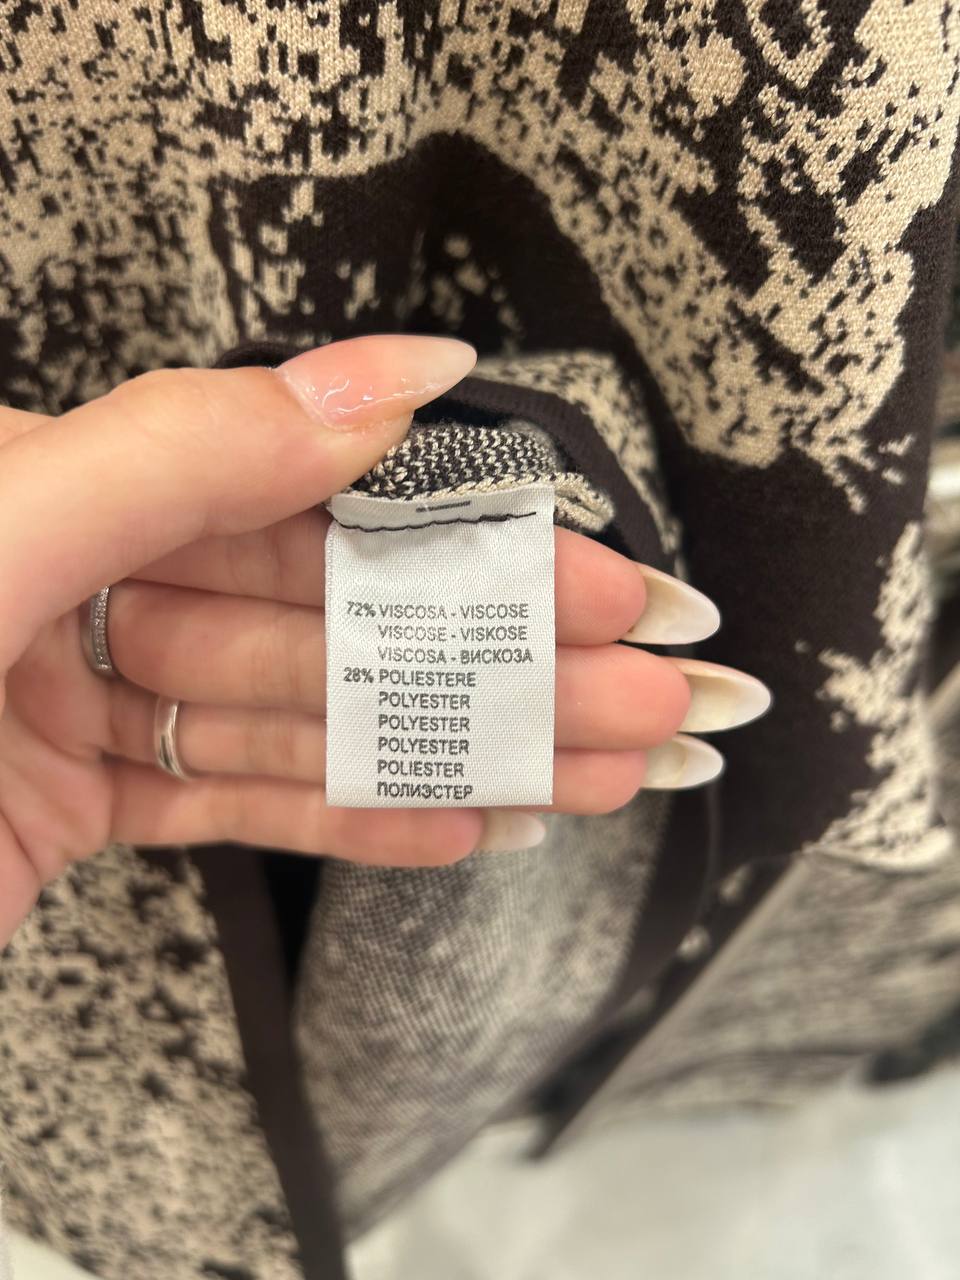 72% VISCOSA - VISCOSE
VISCOSE - VISKOSE
VISCOSA - ВИСКОЗА
28% POLIESTERE
POLYESTER
POLYESTER
POLYESTER
POLIESTER
ПОЛИЭСТЕР